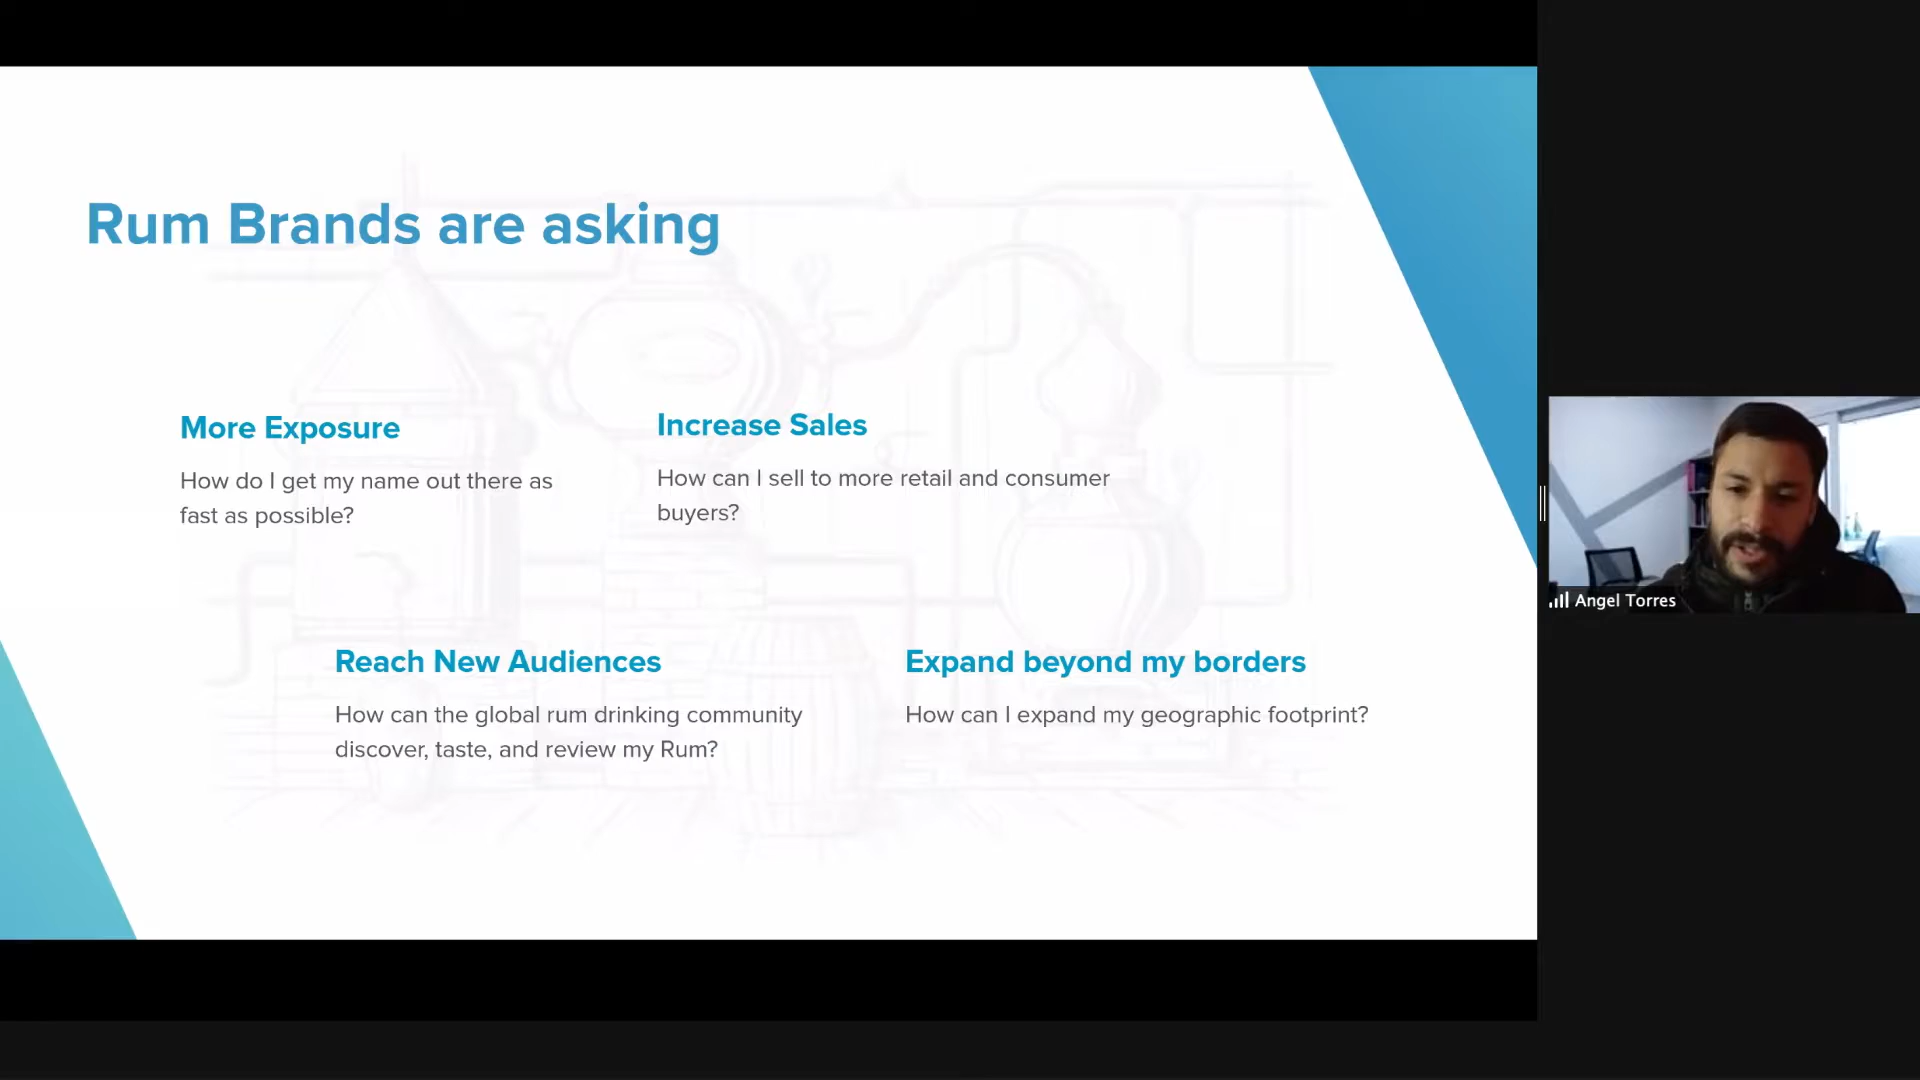 Rum Brands are asking
More Exposure
How do I get my name out there as
fast as possible?
Increase Sales
How can I sell to more retail and consumer
buyers?
Reach New Audiences
How can the global rum drinking community
discover, taste, and review my Rum?
Expand beyond my borders
How can I expand my geographic footprint?
Angel Torres